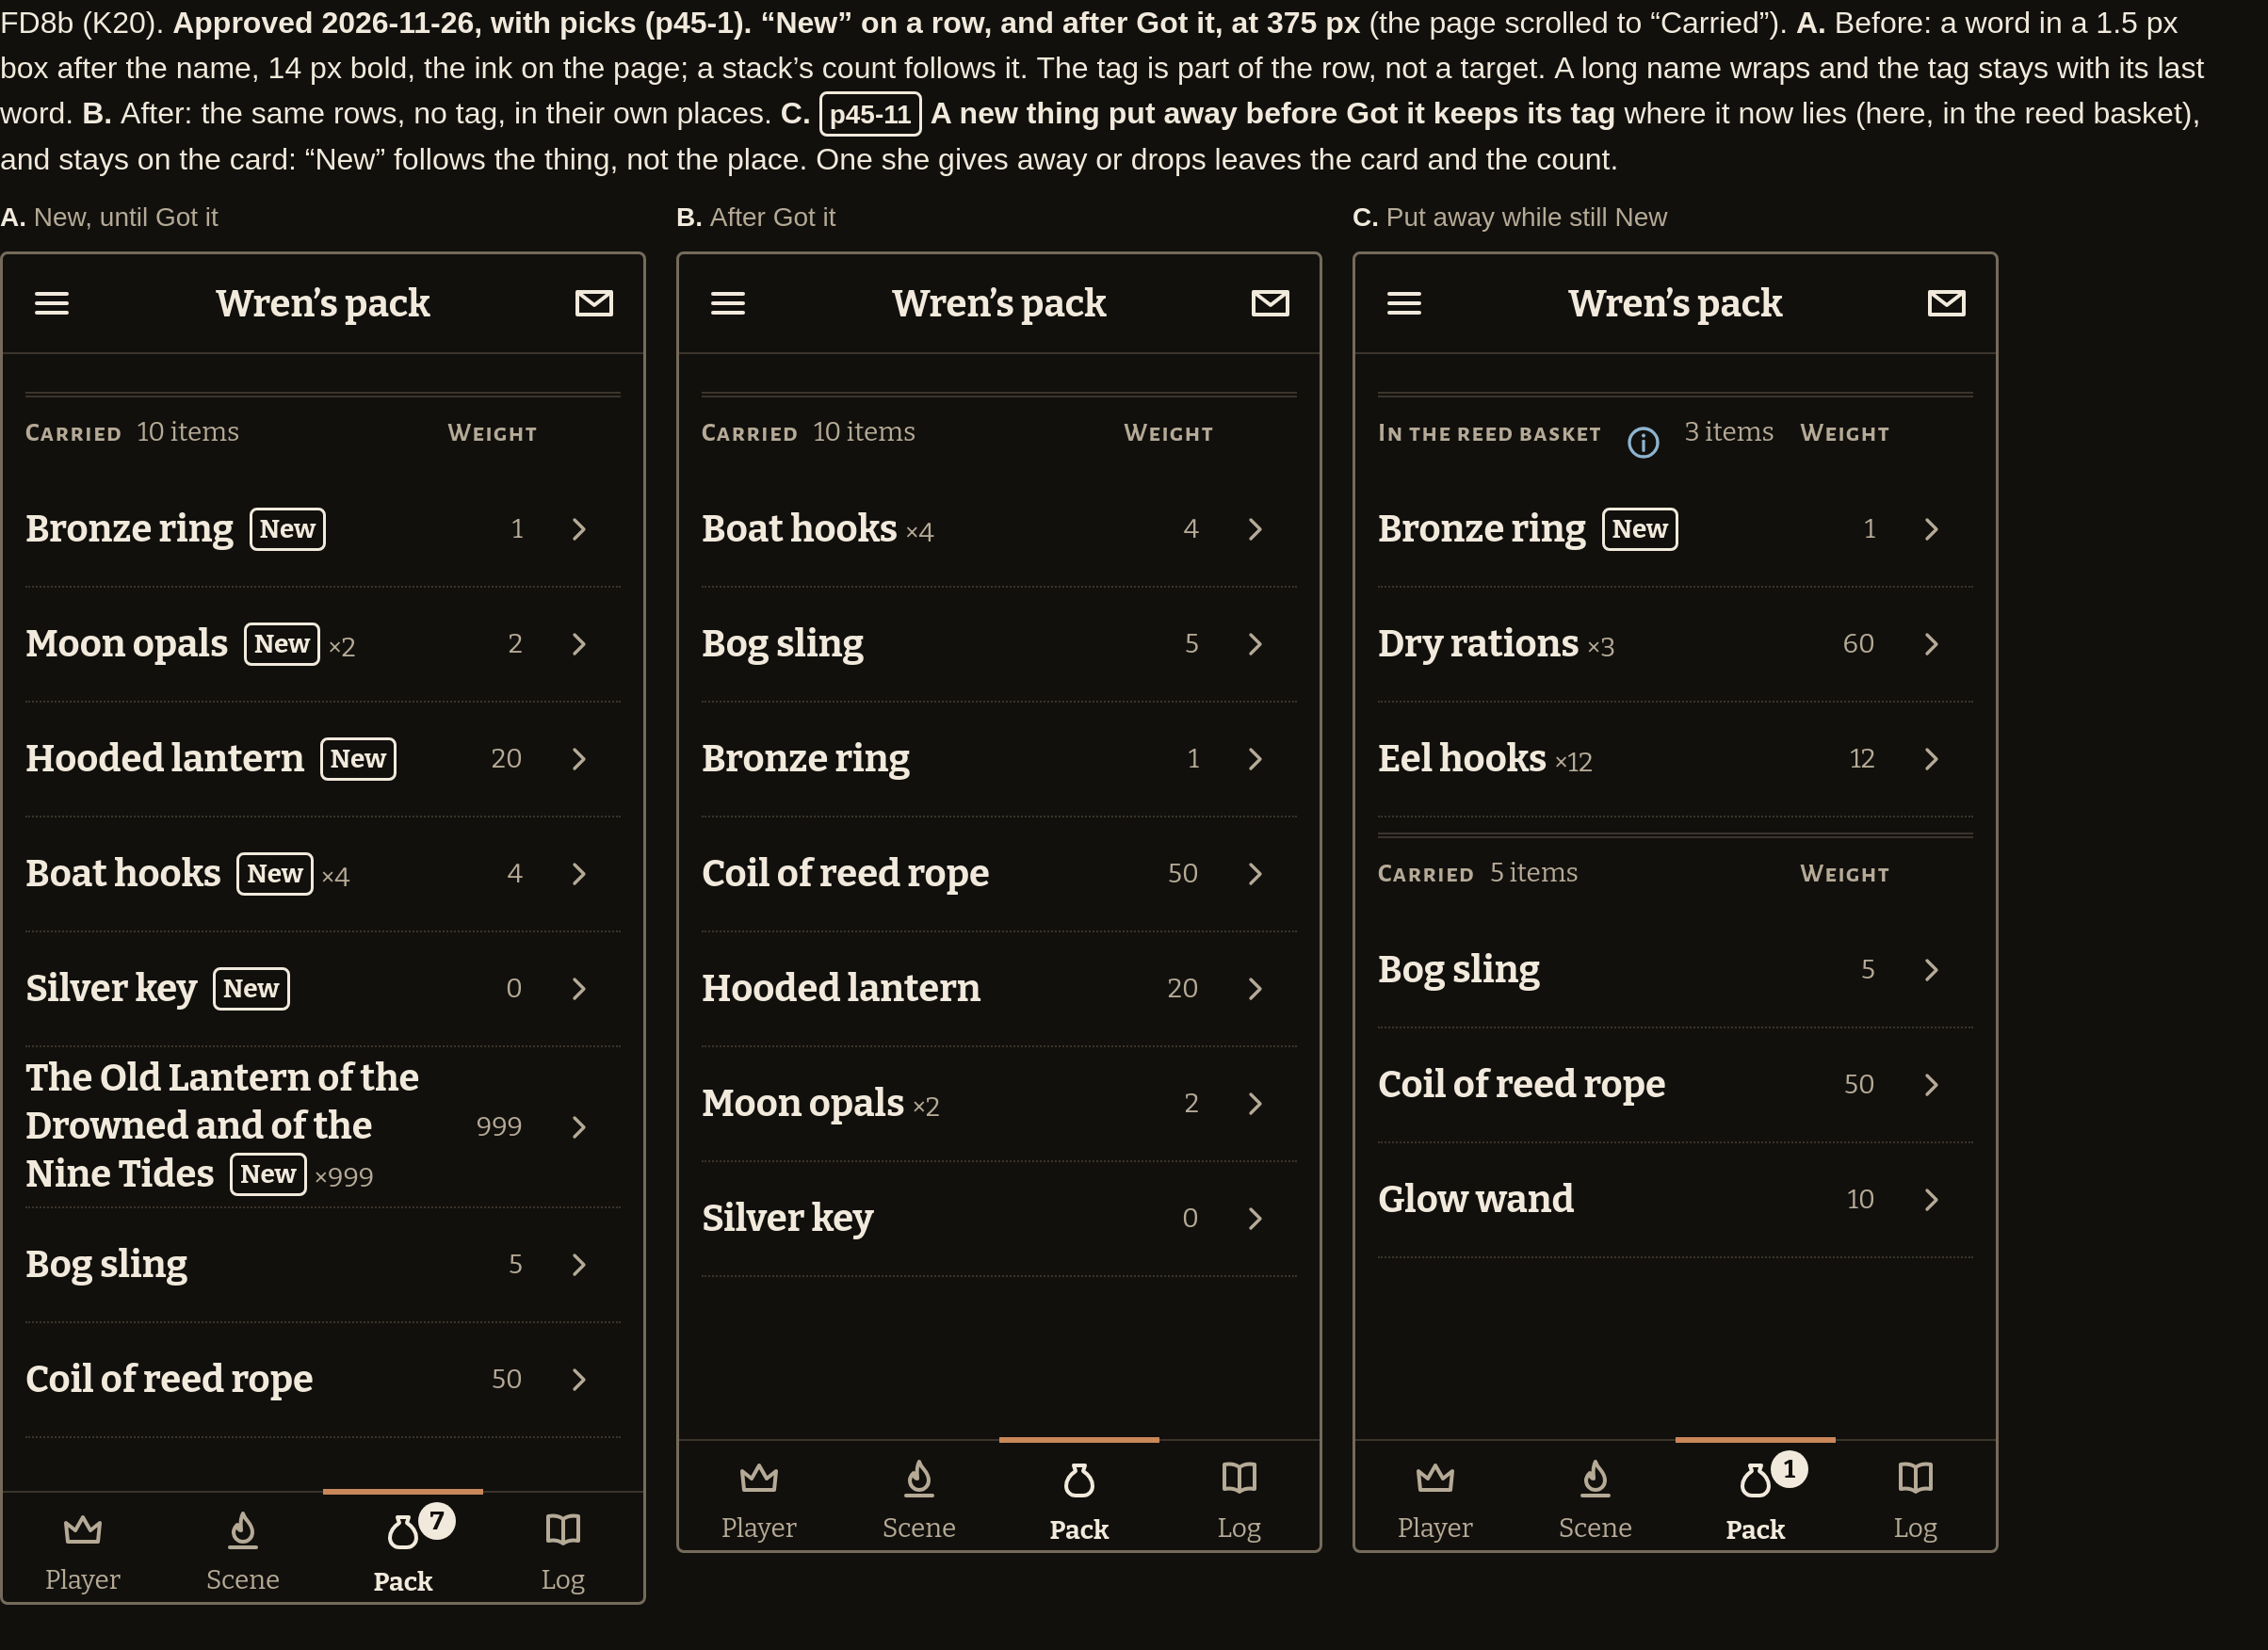 FD8b (K20). Approved 2026-11-26, with picks (p45-1). “New” on a row, and after Got it, at 375 px (the page scrolled to “Carried”). A. Before: a word in a 1.5 px
box after the name, 14 px bold, the ink on the page; a stack’s count follows it. The tag is part of the row, not a target. A long name wraps and the tag stays with its last
word. B. After: the same rows, no tag, in their own places. C. p45-11 A new thing put away before Got it keeps its tag where it now lies (here, in the reed basket),
and stays on the card: “New” follows the thing, not the place. One she gives away or drops leaves the card and the count.
A. New, until Got it
Wren’s pack
Carried 10 items Weight
Bronze ring New 1
Moon opals New ×2 2
Hooded lantern New 20
Boat hooks New ×4 4
Silver key New 0
The Old Lantern of the
Drowned and of the 999
Nine Tides New ×999
Bog sling 5
Coil of reed rope 50
7
Player Scene Pack Log
B. After Got it
Wren’s pack
Carried 10 items Weight
Boat hooks ×4 4
Bog sling 5
Bronze ring 1
Coil of reed rope 50
Hooded lantern 20
Moon opals ×2 2
Silver key 0
Player Scene Pack Log
C. Put away while still New
Wren’s pack
In the reed basket 3 items Weight
Bronze ring New 1
Dry rations ×3 60
Eel hooks ×12 12
Carried 5 items Weight
Bog sling 5
Coil of reed rope 50
Glow wand 10
1
Player Scene Pack Log